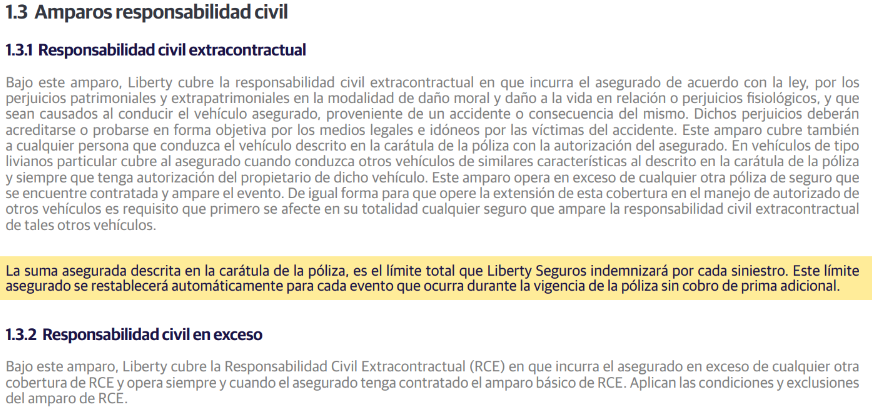 1.3 Amparos responsabilidad civil
1.3.1 Responsabilidad civil extracontractual
Bajo este amparo, Liberty cubre la responsabilidad civil extracontractual en que incurra el asegurado de acuerdo con la ley, por los
perjuicios patrimoniales y extrapatrimoniales en la modalidad de daño moral y daño a la vida en relación o perjuicios fisiológicos, y que
sean causados al conducir el vehículo asegurado, proveniente de un accidente o consecuencia del mismo. Dichos perjuicios deberán
acreditarse o probarse en forma objetiva por los medios legales e idóneos por las víctimas del accidente. Este amparo cubre también
a cualquier persona que conduzca el vehículo descrito en la carátula de la póliza con la autorización del asegurado. En vehículos de tipo
livianos particular cubre al asegurado cuando conduzca otros vehículos de similares características al descrito en la carátula de la póliza
y siempre que tenga autorización del propietario de dicho vehículo. Este amparo opera en exceso de cualquier otra póliza de seguro que
se encuentre contratada y ampare el evento. De igual forma para que opere la extensión de esta cobertura en el manejo de autorizado de
otros vehículos es requisito que primero se afecte en su totalidad cualquier seguro que ampare la responsabilidad civil extracontractual
de tales otros vehículos.
La suma asegurada descrita en la carátula de la póliza, es el límite total que Liberty Seguros indemnizará por cada siniestro. Este límite
asegurado se restablecerá automáticamente para cada evento que ocurra durante la vigencia de la póliza sin cobro de prima adicional.
1.3.2 Responsabilidad civil en exceso
Bajo este amparo, Liberty cubre la Responsabilidad Civil Extracontractual (RCE) en que incurra el asegurado en exceso de cualquier otra
cobertura de RCE y opera siempre y cuando el asegurado tenga contratado el amparo básico de RCE. Aplican las condiciones y exclusiones
del amparo de RCE.